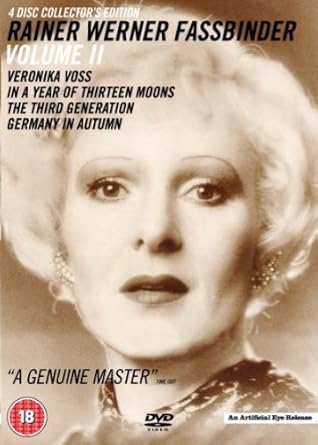 4 DISC COLLECTOR'S EDITION
RAINER WERNER FASSBINDER
VOLUME II
VERONIKA VOSS
IN A YEAR OF THIRTEEN MOONS
THE THIRD GENERATION
GERMANY IN AUTUMN
"A GENUINE MASTER" TIME OUT
18
DVD
VIDEO
An Artificial Eye Release